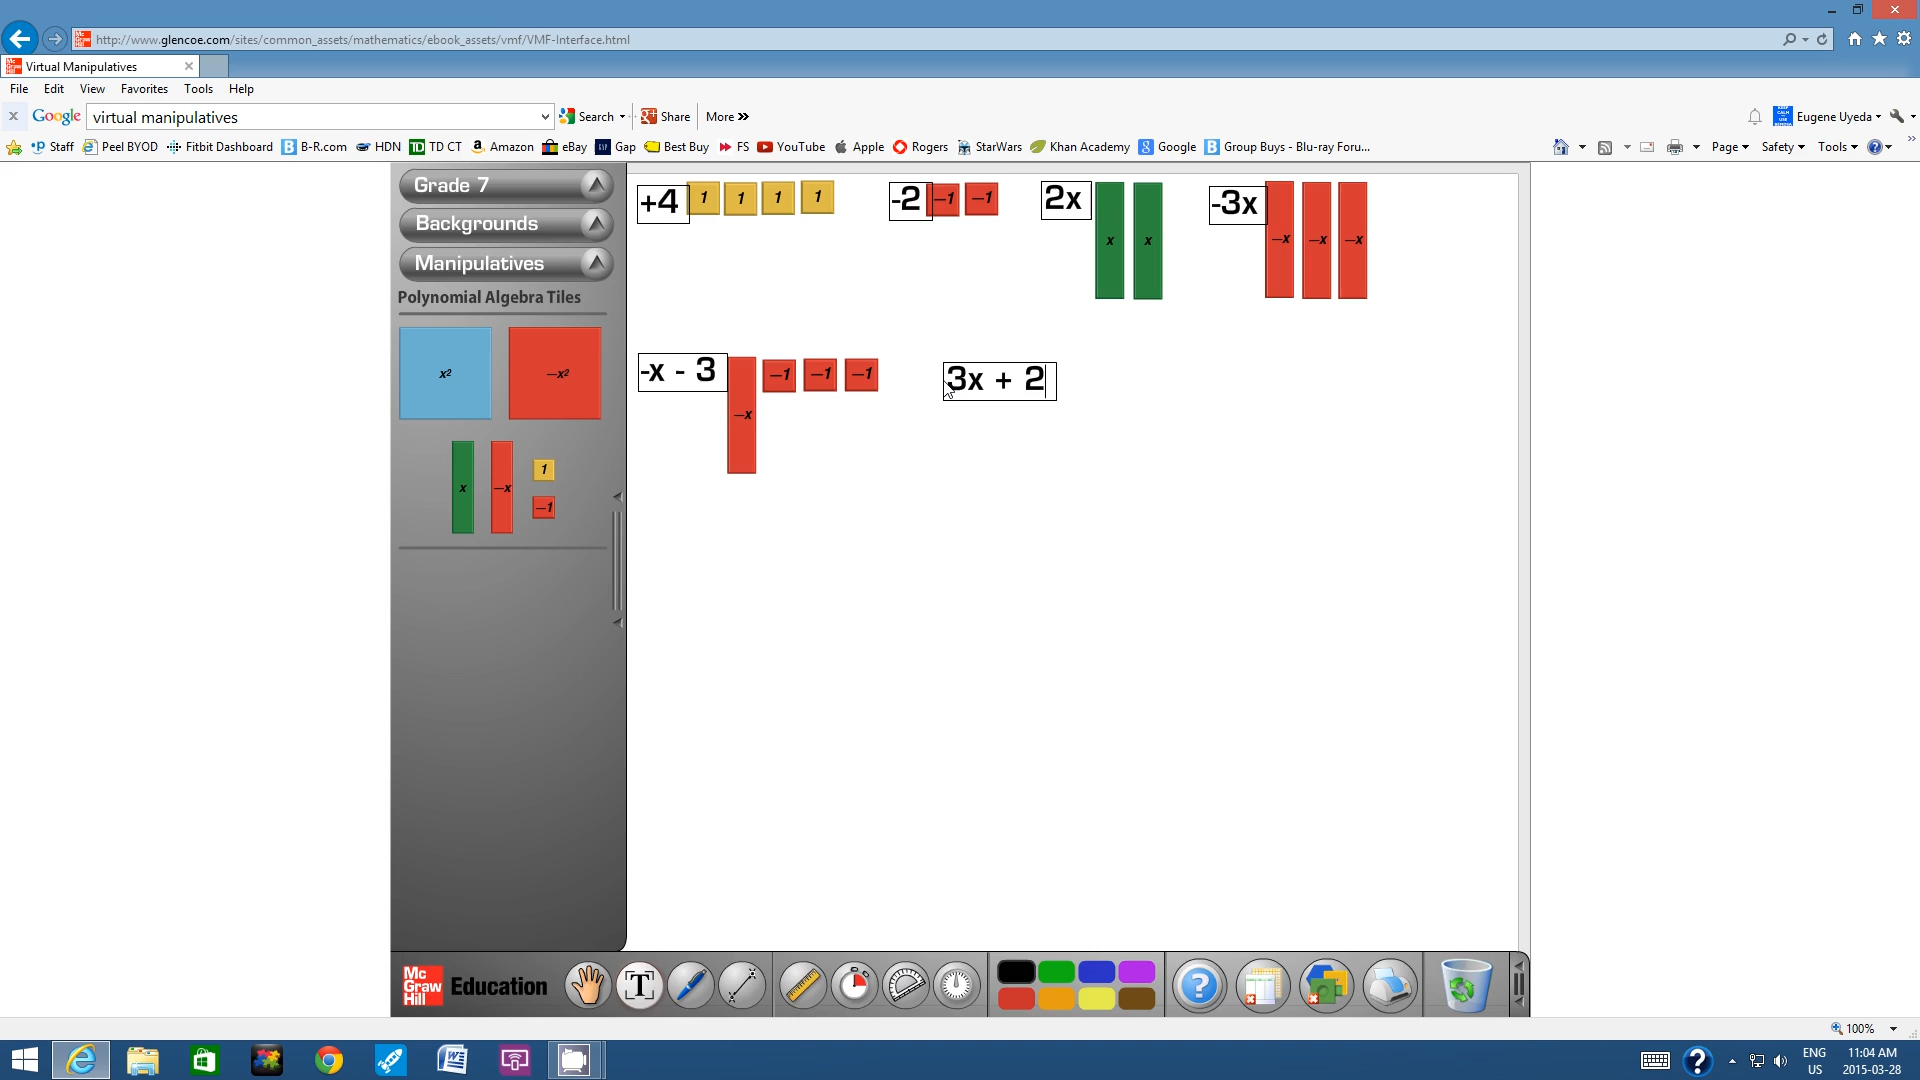 http://www.glencoe.com/sites/common_assets/mathematics/ebook_assets/vmf/VMF-Interface.html
Virtual Manipulatives
File Edit View Favorites Tools Help
x Google virtual manipulatives Search Share More »
Eugene Uyeda
Staff Peel BYOD Fitbit Dashboard B-R.com HDN TD CT Amazon eBay Gap Best Buy FS YouTube Apple Rogers StarWars Khan Academy Google Group Buys - Blu-ray Foru...
Page Safety Tools
Grade 7
Backgrounds
Manipulatives
Polynomial Algebra Tiles
x² −x²
x −x 1
−1
+4 1 1 1 1
-2 −1 −1
2x x x
-3x −x −x −x
-x - 3 −x −1 −1 −1
3x + 2
Mc Graw Hill Education
100%
ENG US
11:04 AM
2015-03-28